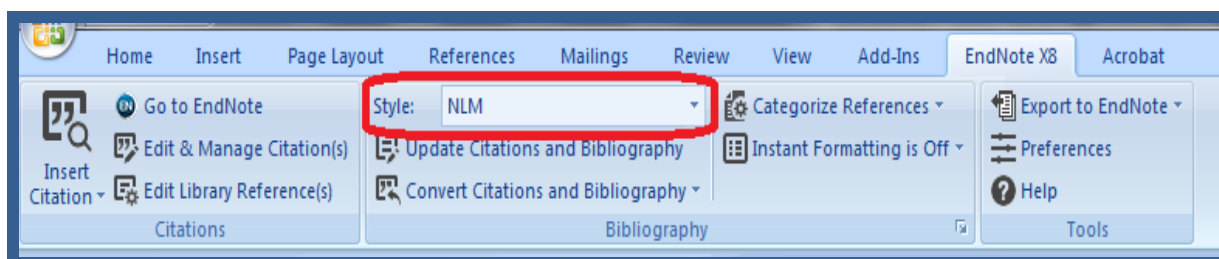 Home Insert Page Layout References Mailings Review View Add-Ins EndNote X8 Acrobat
Go to EndNote Style: NLM Categorize References Export to EndNote
Edit & Manage Citation(s) Update Citations and Bibliography Instant Formatting is Off Preferences
Insert
Citation Edit Library Reference(s) Convert Citations and Bibliography Help
Citations Bibliography Tools